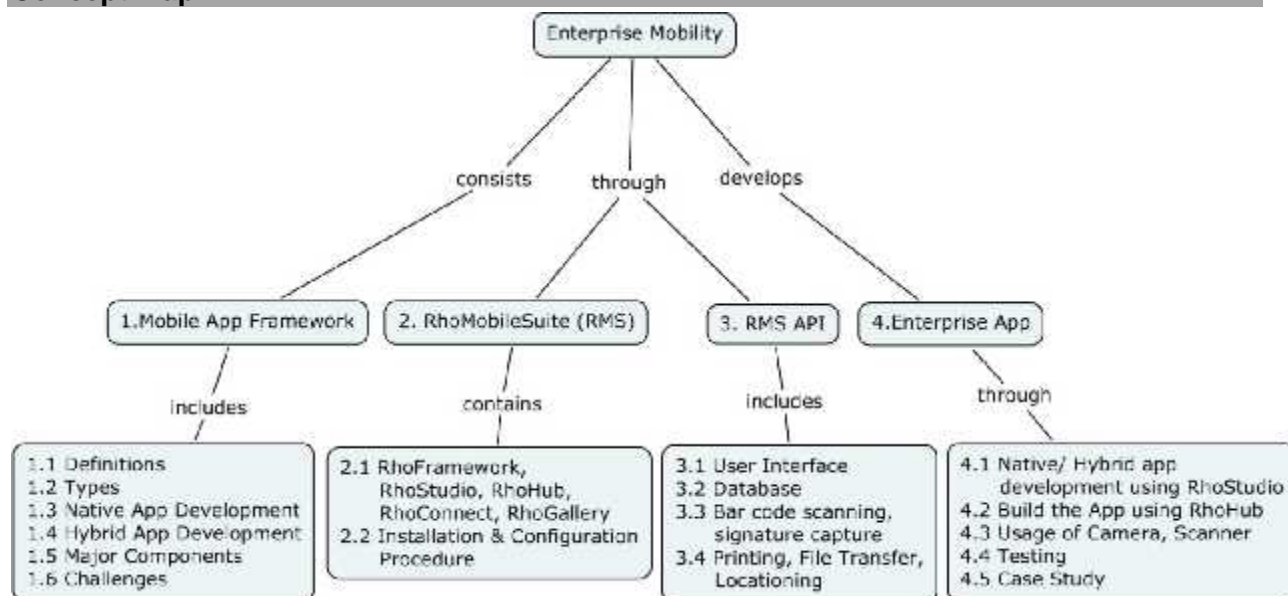 Enterprise Mobility
consists
through
develops
1.Mobile App Framework
2. RhoMobileSuite (RMS)
3. RMS API
4.Enterprise App
includes
contains
includes
through
1.1 Definitions
1.2 Types
1.3 Native App Development
1.4 Hybrid App Development
1.5 Major Components
1.6 Challenges
2.1 RhoFramework,
RhoStudio, RhoHub,
RhoConnect, RhoGallery
2.2 Installation & Configuration
Procedure
3.1 User Interface
3.2 Database
3.3 Bar code scanning,
signature capture
3.4 Printing, File Transfer,
Locationing
4.1 Native/ Hybrid app
development using RhoStudio
4.2 Build the App using RhoHub
4.3 Usage of Camera, Scanner
4.4 Testing
4.5 Case Study